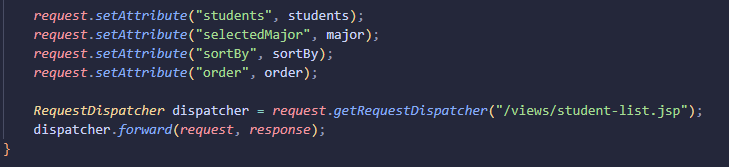 request.setAttribute("students", students);
request.setAttribute("selectedMajor", major);
request.setAttribute("sortBy", sortBy);
request.setAttribute("order", order);
RequestDispatcher dispatcher = request.getRequestDispatcher("/views/student-list.jsp");
dispatcher.forward(request, response);
}